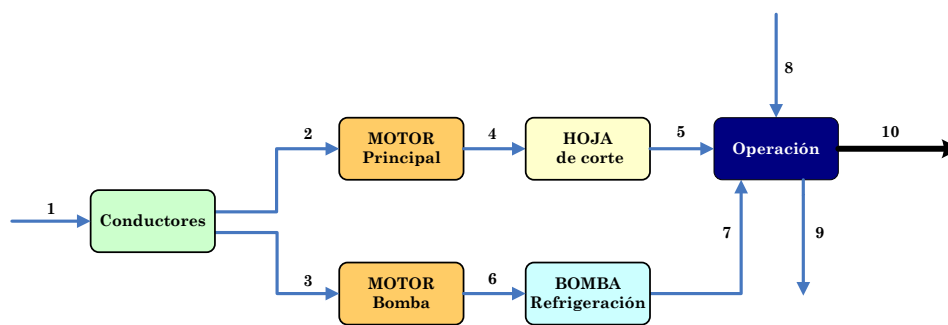 8
2
MOTOR
Principal
4
HOJA
de corte
5
Operación
10
1
Conductores
7
9
3
MOTOR
Bomba
6
BOMBA
Refrigeración